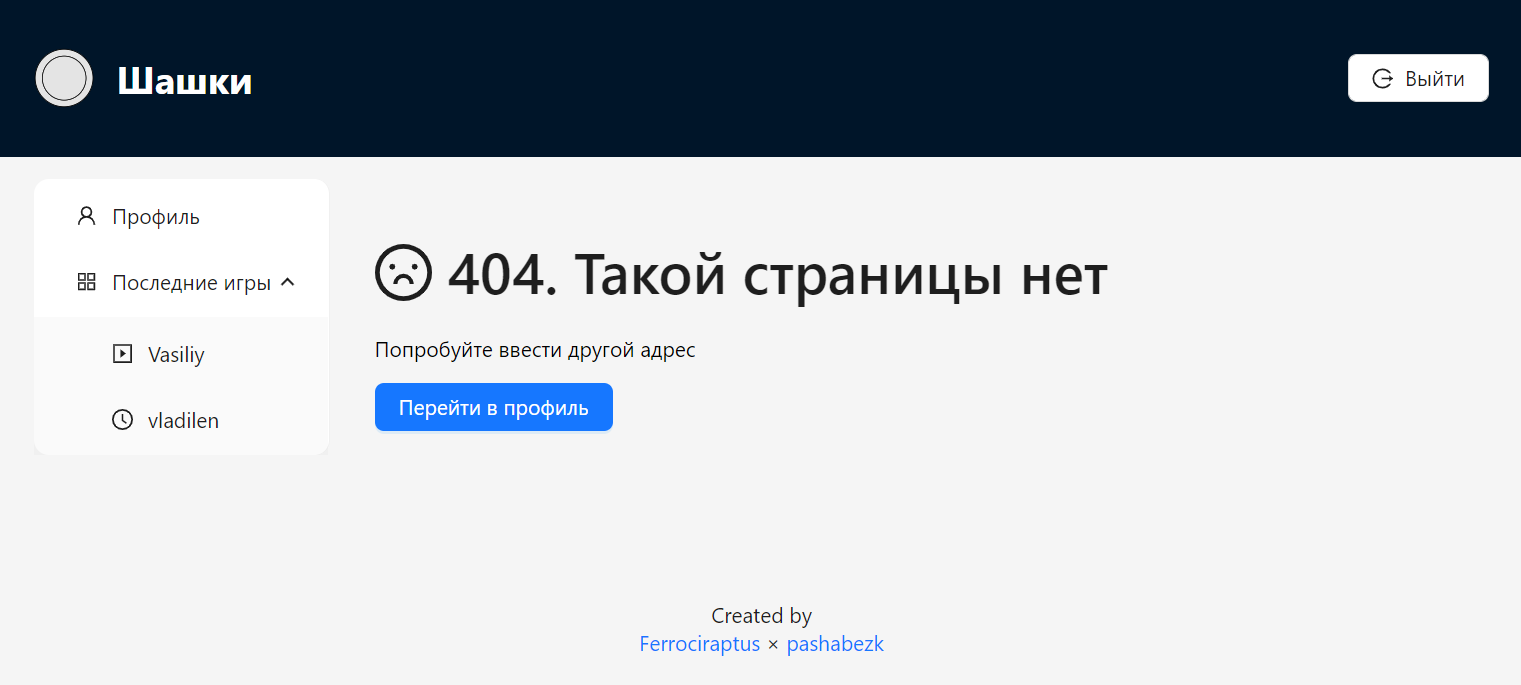 Шашки
Выйти
Профиль
Последние игры
Vasiliy
vladilen
404. Такой страницы нет
Попробуйте ввести другой адрес
Перейти в профиль
Created by
Ferrociraptus × pashabezk